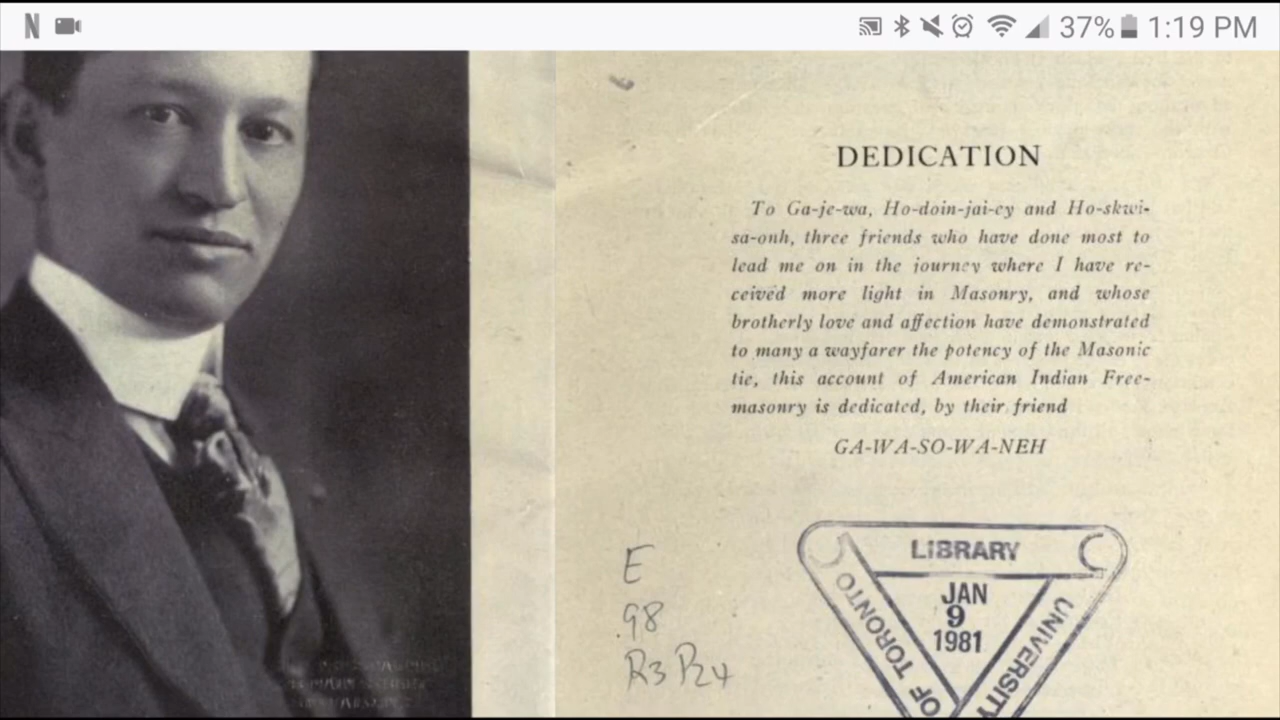 N 37% 1:19 PM
DEDICATION
To Ga-je-wa, Ho-doin-jai-ey and Ho-skwi-
sa-onh, three friends who have done most to
lead me on in the journey where I have re-
ceived more light in Masonry, and whose
brotherly love and affection have demonstrated
to many a wayfarer the potency of the Masonic
tie, this account of American Indian Free-
masonry is dedicated, by their friend
GA-WA-SO-WA-NEH
E
98
R3 P24
LIBRARY
JAN
9
1981
UNIVERSITY
OF TORONTO